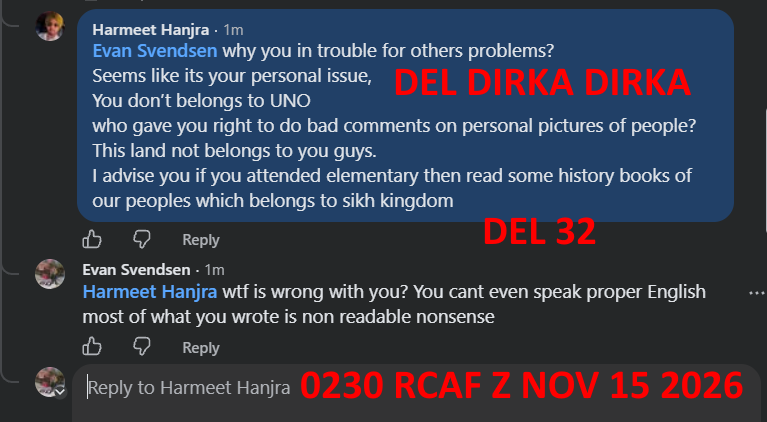 Harmeet Hanjra · 1m
Evan Svendsen why you in trouble for others problems?
Seems like its your personal issue,
DEL DIRKA DIRKA
You don't belongs to UNO
who gave you right to do bad comments on personal pictures of people?
This land not belongs to you guys.
I advise you if you attended elementary then read some history books of
our peoples which belongs to sikh kingdom
DEL 32
Reply
Evan Svendsen · 1m
Harmeet Hanjra wtf is wrong with you? You cant even speak proper English
most of what you wrote is non readable nonsense
Reply
Reply to Harmeet Hanjra
0230 RCAF Z NOV 15 2026